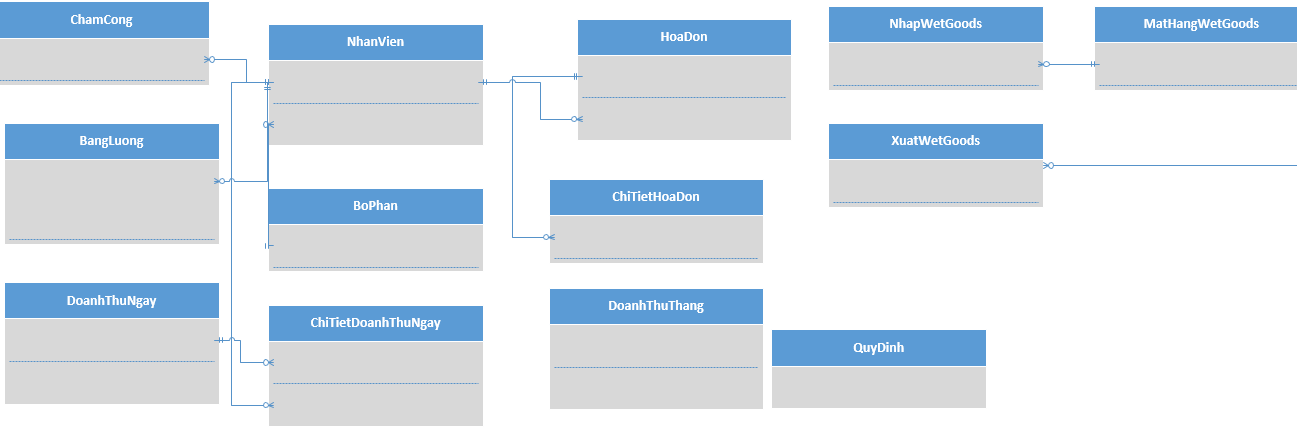 ChamCong
NhanVien
HoaDon
NhapWetGoods
MatHangWetGoods
BangLuong
XuatWetGoods
BoPhan
ChiTietHoaDon
DoanhThuNgay
ChiTietDoanhThuNgay
DoanhThuThang
QuyDinh